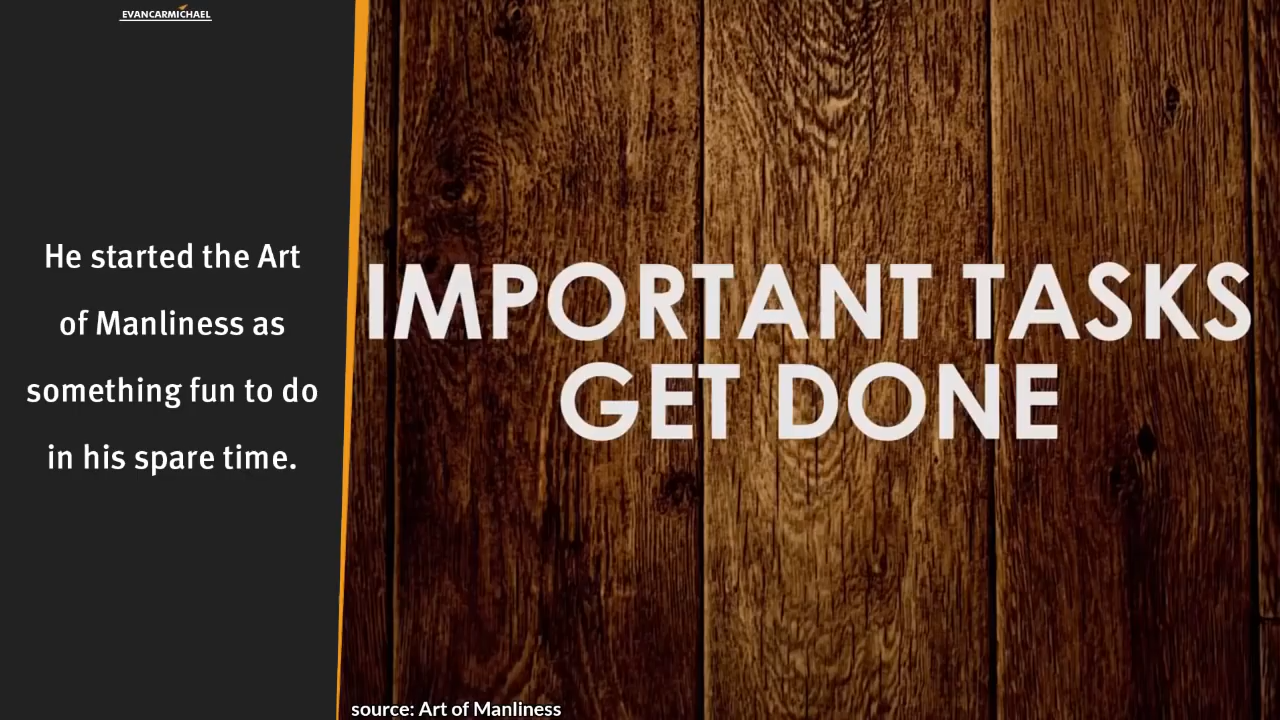 EVANCARMICHAEL
He started the Art
of Manliness as
something fun to do
in his spare time.
IMPORTANT TASKS
GET DONE
source: Art of Manliness